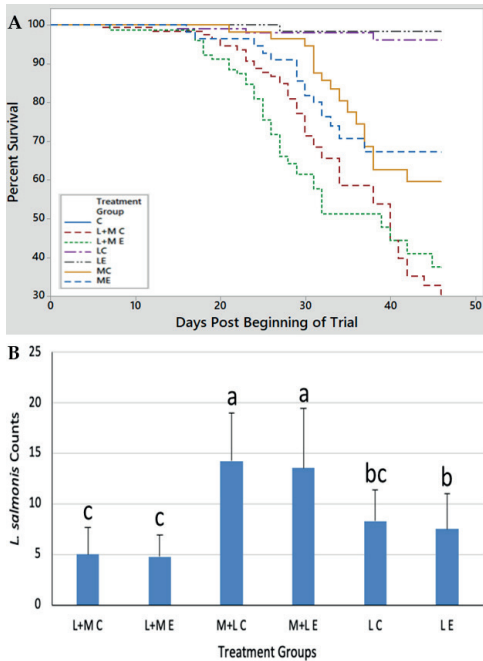 A
100
90
80
70
60
50
40
30
Percent Survival
Treatment
Group
C
L+M C
L+M E
LC
LE
MC
ME
0
10
20
30
40
50
Days Post Beginning of Trial
B
25
20
15
10
5
0
L. salmonis Counts
c
c
a
a
bc
b
L+M C
L+M E
M+L C
M+L E
L C
L E
Treatment Groups